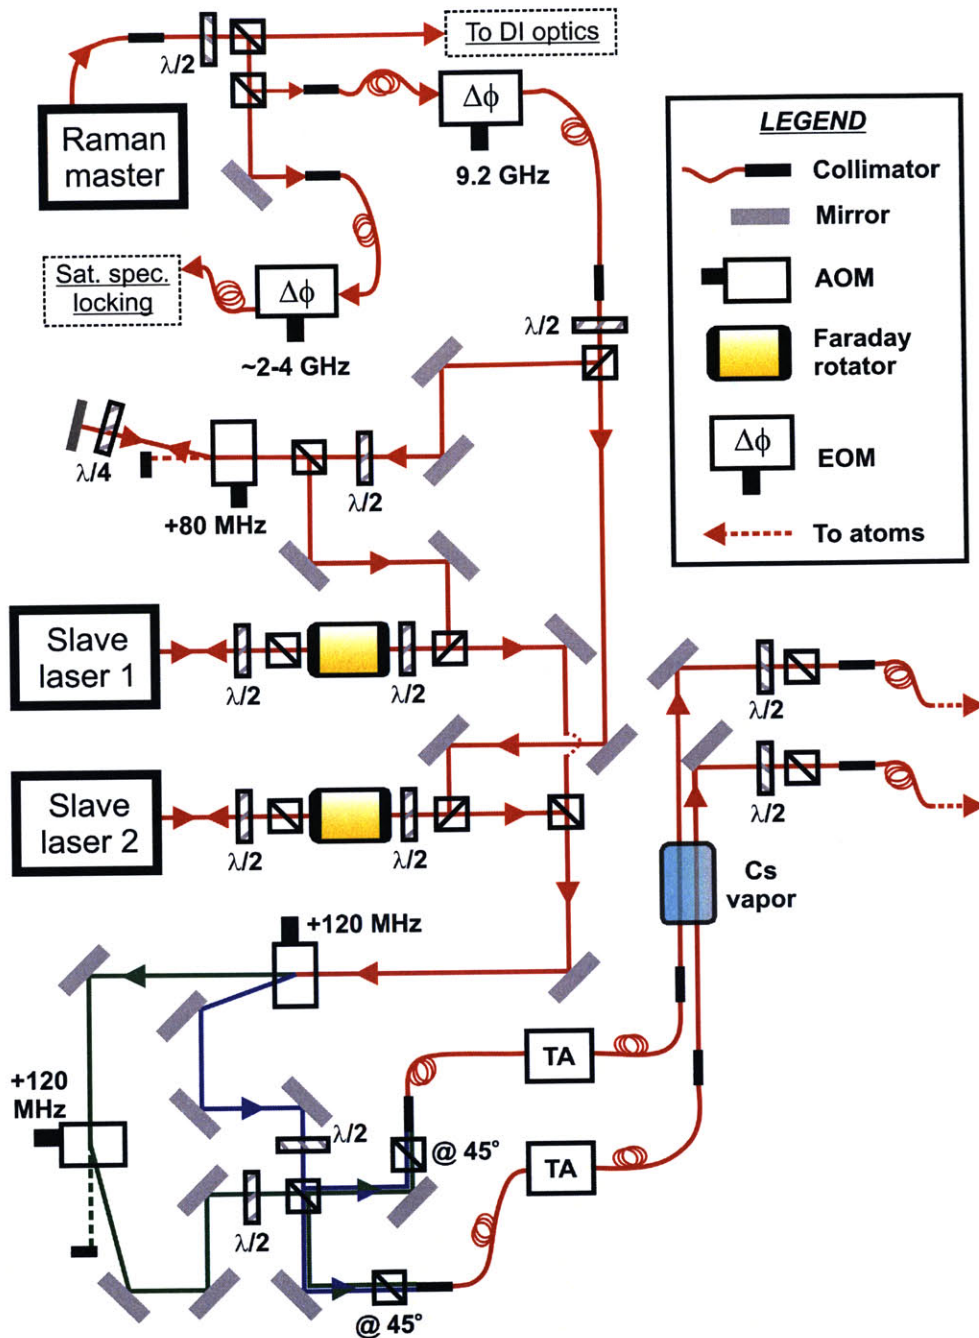 To DI optics
λ/2
Raman
master
Δϕ
9.2 GHz
LEGEND
Collimator
Mirror
AOM
Faraday
rotator
Δϕ
EOM
To atoms
Sat. spec.
locking
Δϕ
~2-4 GHz
λ/2
λ/4
+80 MHz
λ/2
Slave
laser 1
λ/2
λ/2
λ/2
λ/2
Slave
laser 2
λ/2
λ/2
Cs
vapor
+120 MHz
TA
+120
MHz
λ/2
@ 45°
TA
λ/2
@ 45°